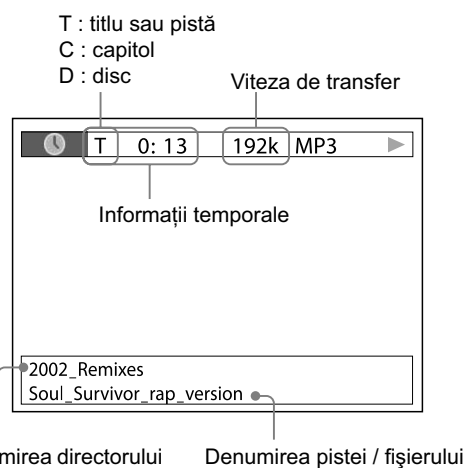 T : titlu sau pistă
C : capitol
D : disc
Viteza de transfer
T 0: 13 192k MP3
Informații temporale
2002_Remixes
Soul_Survivor_rap_version
mirea directorului Denumirea pistei / fişierului